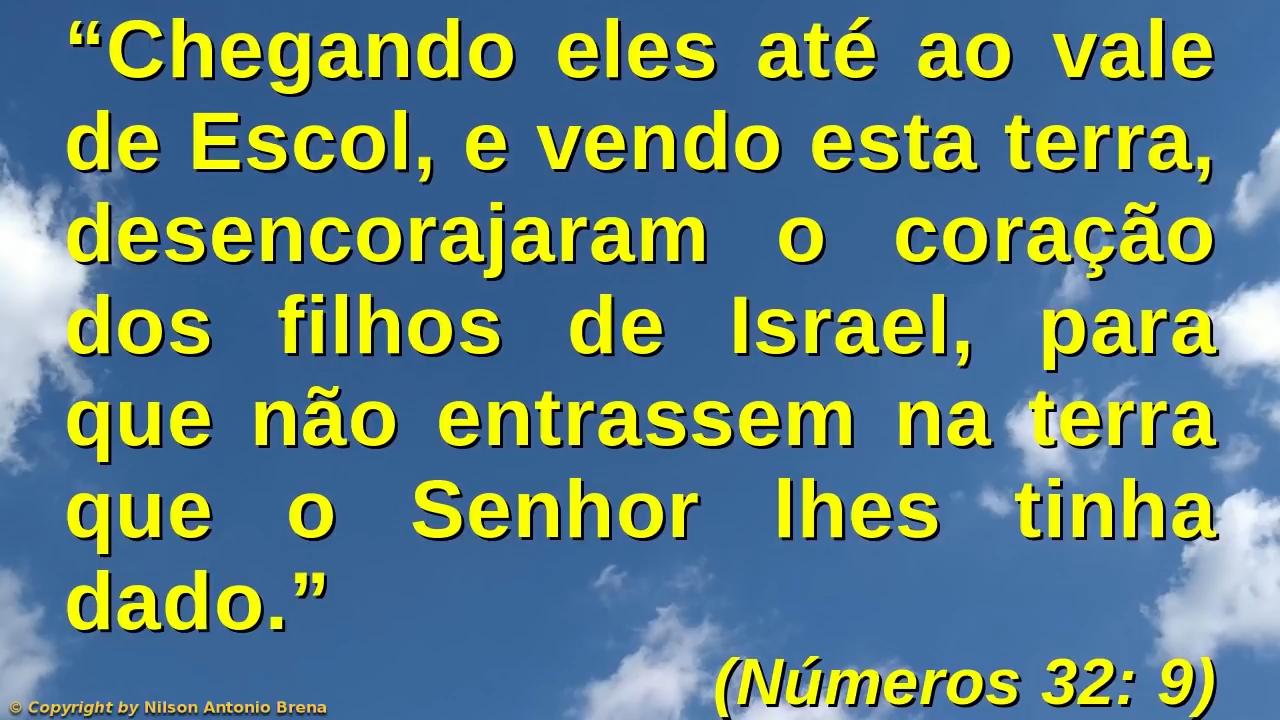 “Chegando eles até ao vale
de Escol, e vendo esta terra,
desencorajaram o coração
dos filhos de Israel, para
que não entrassem na terra
que o Senhor lhes tinha
dado.”
(Números 32: 9)
© Copyright by Nilson Antonio Brena